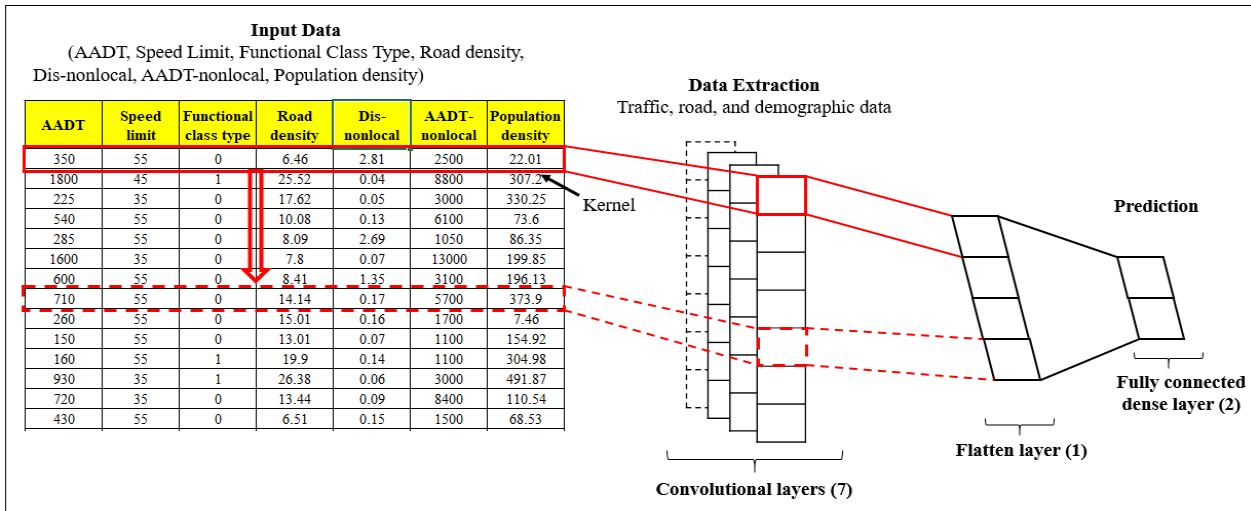 Input Data
(AADT, Speed Limit, Functional Class Type, Road density,
Dis-nonlocal, AADT-nonlocal, Population density)
AADT Speed limit Functional class type Road density Dis-nonlocal AADT-nonlocal Population density
350 55 0 6.46 2.81 2500 22.01
1800 45 1 25.52 0.04 8800 307.2
225 35 0 17.62 0.05 3000 330.25
540 55 0 10.08 0.13 6100 73.6
285 55 0 8.09 2.69 1050 86.35
1600 35 0 7.8 0.07 13000 199.85
600 55 0 8.41 1.35 3100 196.13
710 55 0 14.14 0.17 5700 373.9
260 55 0 15.01 0.16 1700 7.46
150 55 0 13.01 0.07 1100 154.92
160 55 1 19.9 0.14 1100 304.98
930 35 1 26.38 0.06 3000 491.87
720 35 0 13.44 0.09 8400 110.54
430 55 0 6.51 0.15 1500 68.53
Kernel
Data Extraction
Traffic, road, and demographic data
Convolutional layers (7)
Flatten layer (1)
Prediction
Fully connected
dense layer (2)